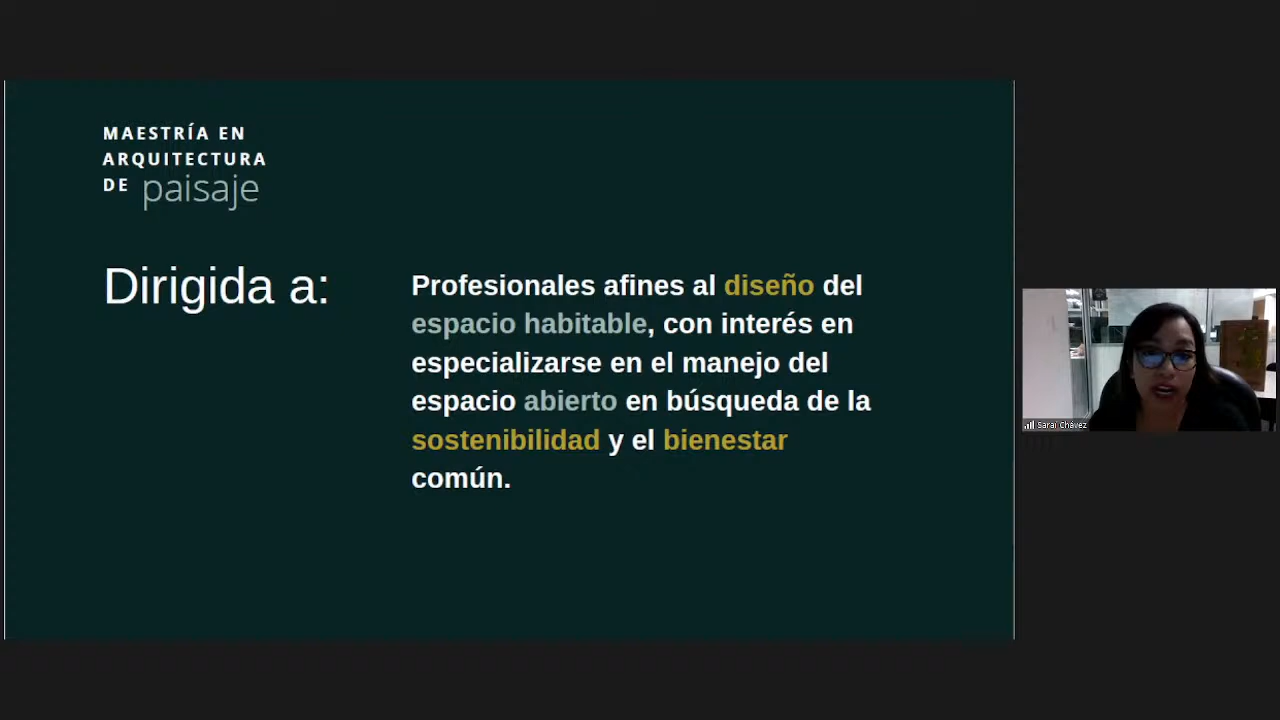 MAESTRÍA EN
ARQUITECTURA
DE paisaje
Dirigida a:
Profesionales afines al diseño del
espacio habitable, con interés en
especializarse en el manejo del
espacio abierto en búsqueda de la
sostenibilidad y el bienestar
común.
Saraí Chávez